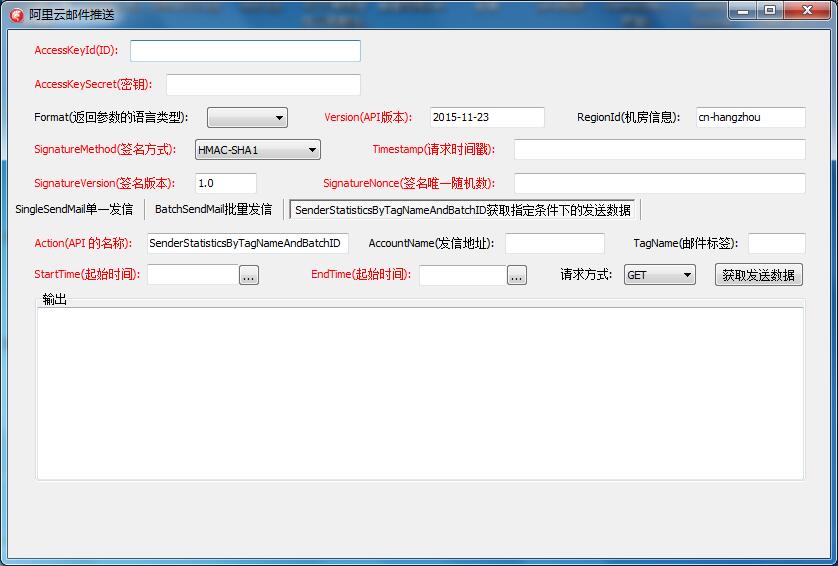 阿里云邮件推送
AccessKeyId(ID):
AccessKeySecret(密钥):
Format(返回参数的语言类型): Version(API版本): 2015-11-23 RegionId(机房信息): cn-hangzhou
SignatureMethod(签名方式): HMAC-SHA1 Timestamp(请求时间戳):
SignatureVersion(签名版本): 1.0 SignatureNonce(签名唯一随机数):
SingleSendMail单一发信 BatchSendMail批量发信 SenderStatisticsByTagNameAndBatchID获取指定条件下的发送数据
Action(API 的名称): SenderStatisticsByTagNameAndBatchID AccountName(发信地址): TagName(邮件标签):
StartTime(起始时间): ... EndTime(起始时间): ... 请求方式: GET 获取发送数据
输出